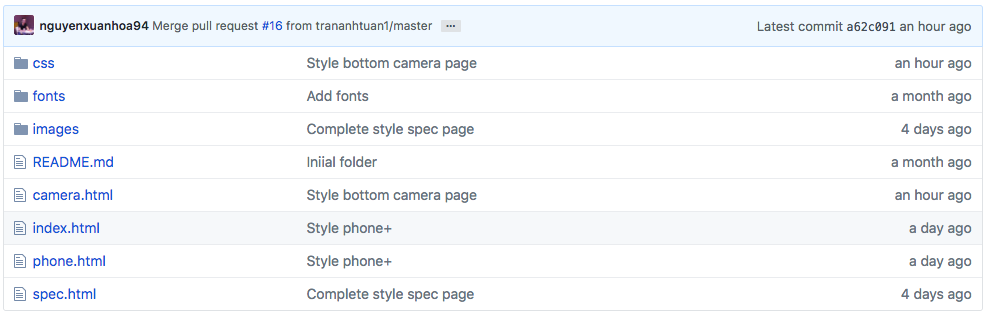 nguyenxuanhoa94 Merge pull request #16 from trananhtuan1/master ... Latest commit a62c091 an hour ago
css Style bottom camera page an hour ago
fonts Add fonts a month ago
images Complete style spec page 4 days ago
README.md Iniial folder a month ago
camera.html Style bottom camera page an hour ago
index.html Style phone+ a day ago
phone.html Style phone+ a day ago
spec.html Complete style spec page 4 days ago